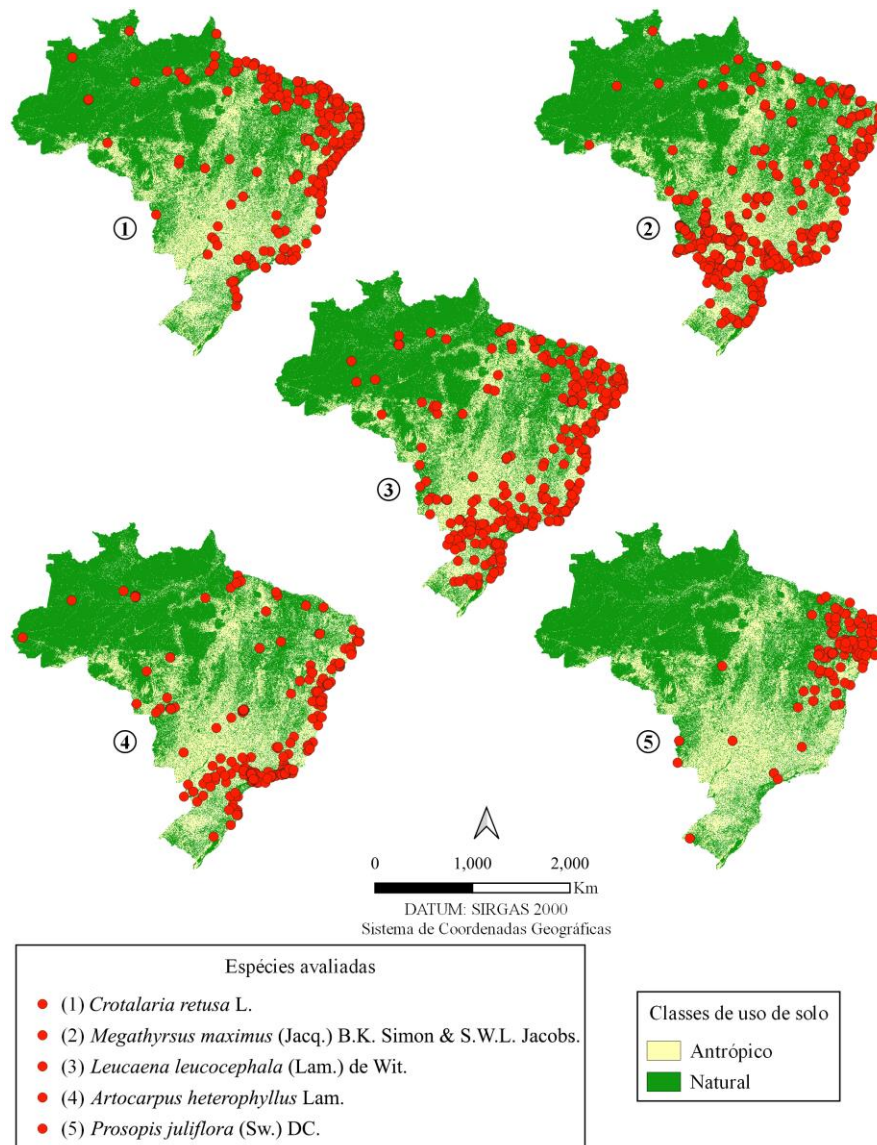 ①
②
③
④
⑤
0 1,000 2,000
Km
DATUM: SIRGAS 2000
Sistema de Coordenadas Geográficas
Espécies avaliadas
(1) Crotalaria retusa L.
(2) Megathyrsus maximus (Jacq.) B.K. Simon & S.W.L. Jacobs.
(3) Leucaena leucocephala (Lam.) de Wit.
(4) Artocarpus heterophyllus Lam.
(5) Prosopis juliflora (Sw.) DC.
Classes de uso de solo
Antrópico
Natural